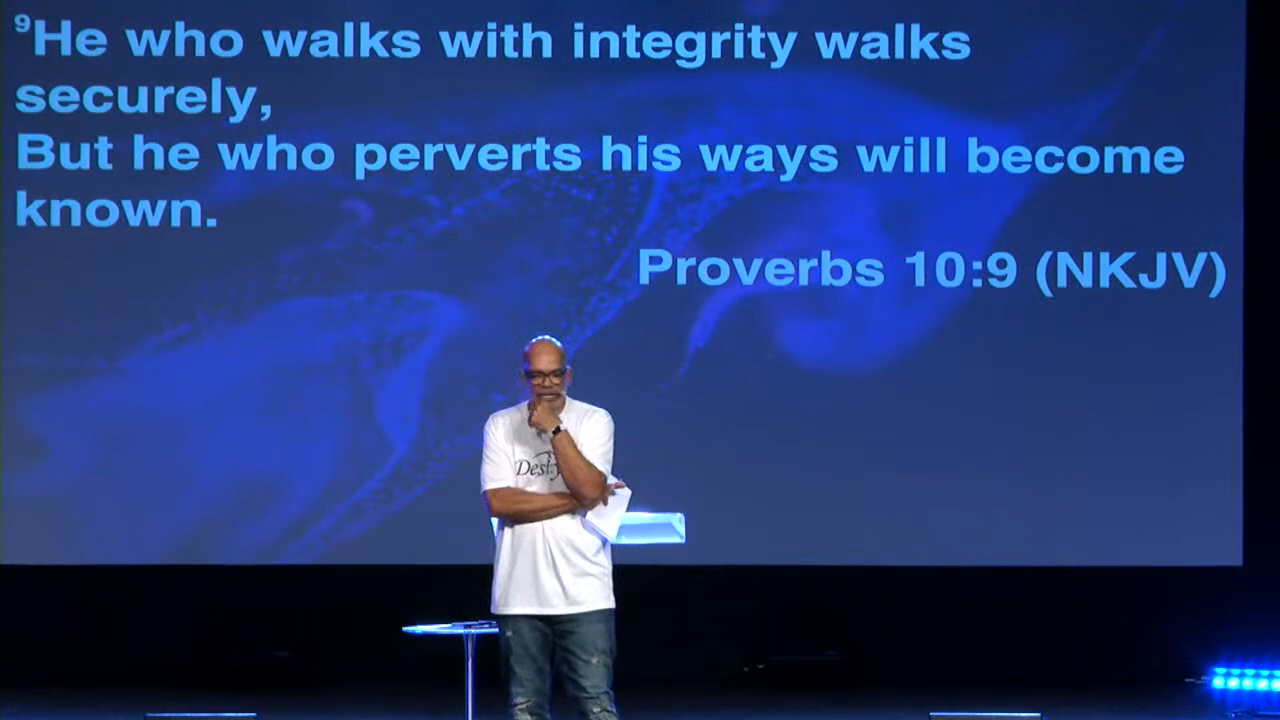 ⁹He who walks with integrity walks
securely,
But he who perverts his ways will become
known.
Proverbs 10:9 (NKJV)